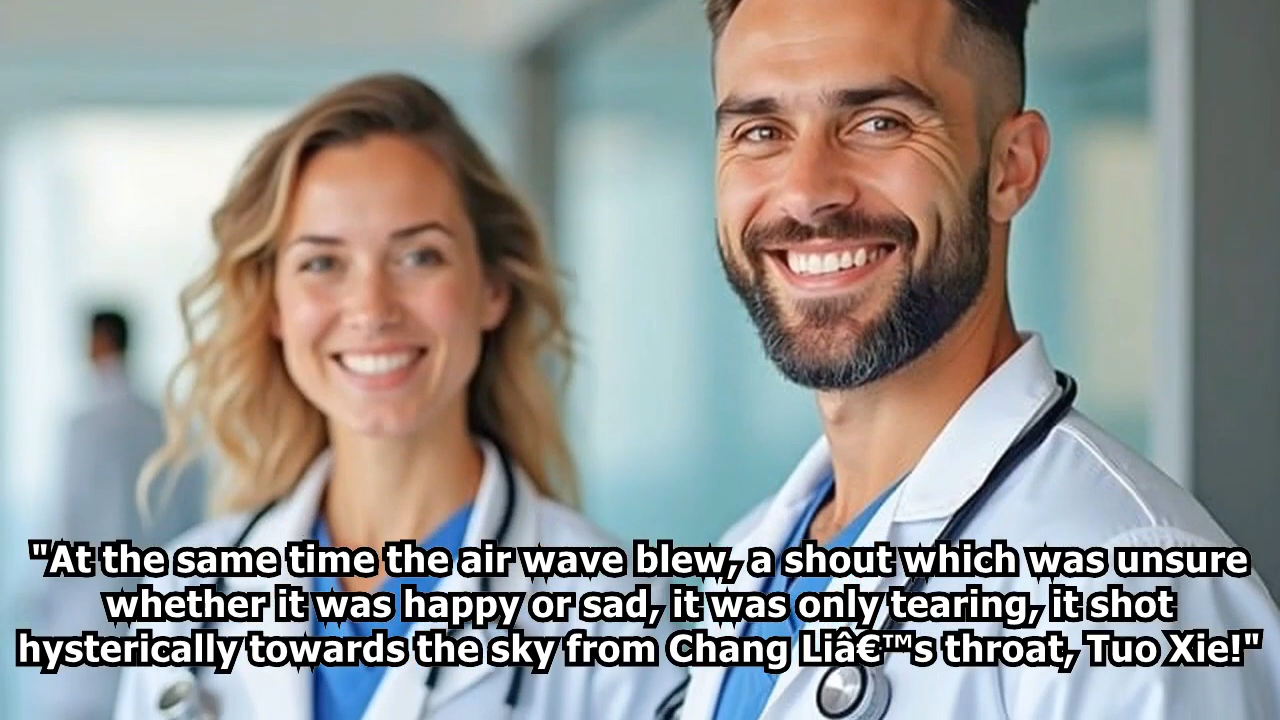 "At the same time the air wave blew, a shout which was unsure
whether it was happy or sad, it was only tearing, it shot
hysterically towards the sky from Chang Liâ€™s throat, Tuo Xie!"